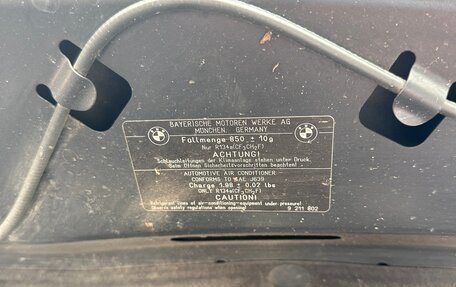 BAYERISCHE MOTOREN WERKE AG
MÜNCHEN, GERMANY
Füllmenge 850 ± 10g
Nur R134a(CF₃CH₂F)
ACHTUNG!
Schlauchleitungen der Klimaanlage stehen unter Druck.
Beim Öffnen Sicherheitsvorschriften beachten!
AUTOMOTIVE AIR CONDITIONER
CONFORMS TO SAE J639
Charge 1.88 ± 0.02 lbs
ONLY R134a(CF₃CH₂F)
CAUTION!
Refrigerant lines of air-conditioning-equipment under pressure!
Observe safety regulations when opening!
9 211 602